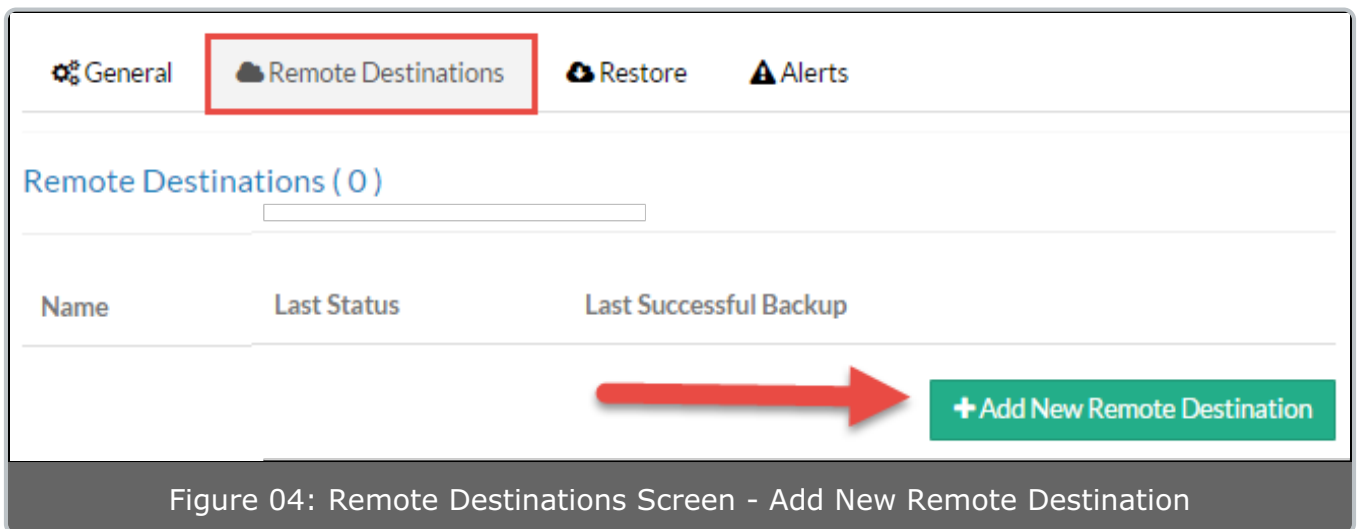 General Remote Destinations Restore Alerts
Remote Destinations ( 0 )
Name Last Status Last Successful Backup
+Add New Remote Destination
Figure 04: Remote Destinations Screen - Add New Remote Destination